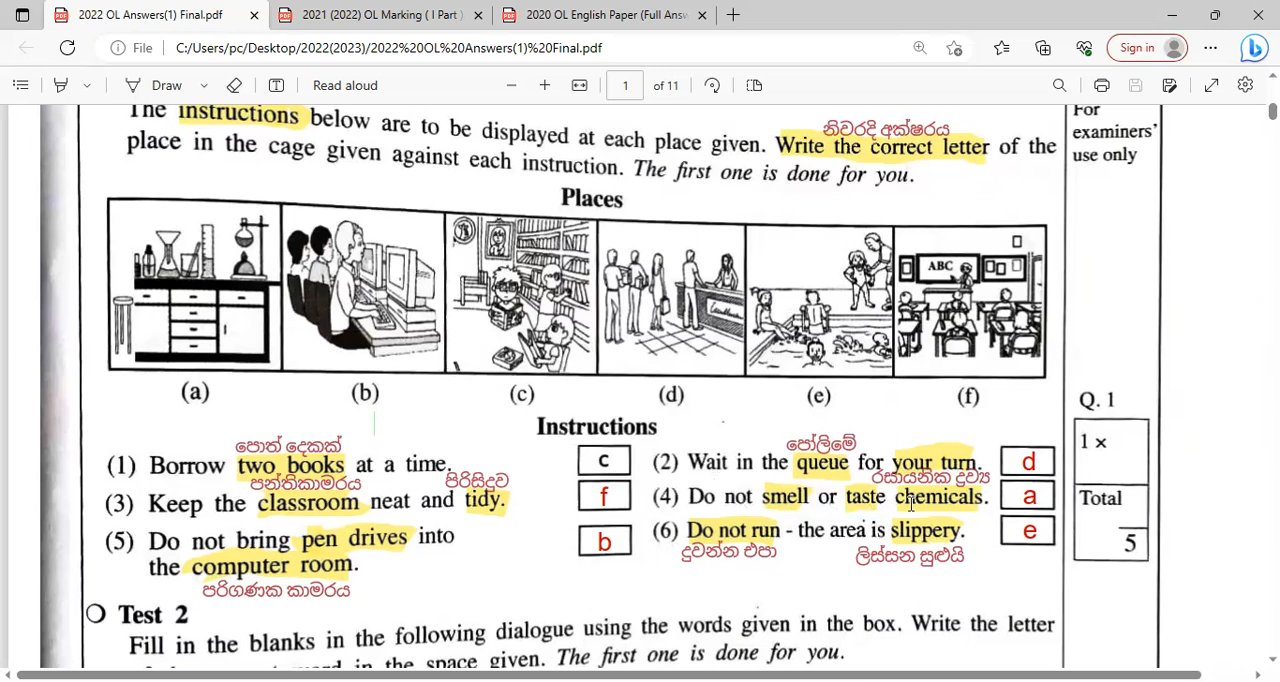 2022 OL Answers(1) Final.pdf
2021 (2022) OL Marking ( I Part )
2020 OL English Paper (Full Answ
File C:/Users/pc/Desktop/2022(2023)/2022%20OL%20Answers(1)%20Final.pdf
Sign in
Draw
Read aloud
1 of 11
The instructions below are to be displayed at each place given. Write the correct letter of the
නිවරදි අක්ෂරය
place in the cage given against each instruction. The first one is done for you.
For
examiners'
use only
Places
ABC
(a) (b) (c) (d) (e) (f)
Instructions
පොත් දෙකක්
(1) Borrow two books at a time. c
පෝලිමේ
(2) Wait in the queue for your turn. d
පන්තිකාමරය පිරිසිදුව
(3) Keep the classroom neat and tidy. f
රසායනික ද්‍රව්‍ය
(4) Do not smell or taste chemicals. a
(5) Do not bring pen drives into
the computer room. b
පරිගණක කාමරය
(6) Do not run - the area is slippery. e
දුවන්න එපා ලිස්සන සුළුයි
Q. 1
1 ×
Total
5
Test 2
Fill in the blanks in the following dialogue using the words given in the box. Write the letter
in the space given. The first one is done for you.